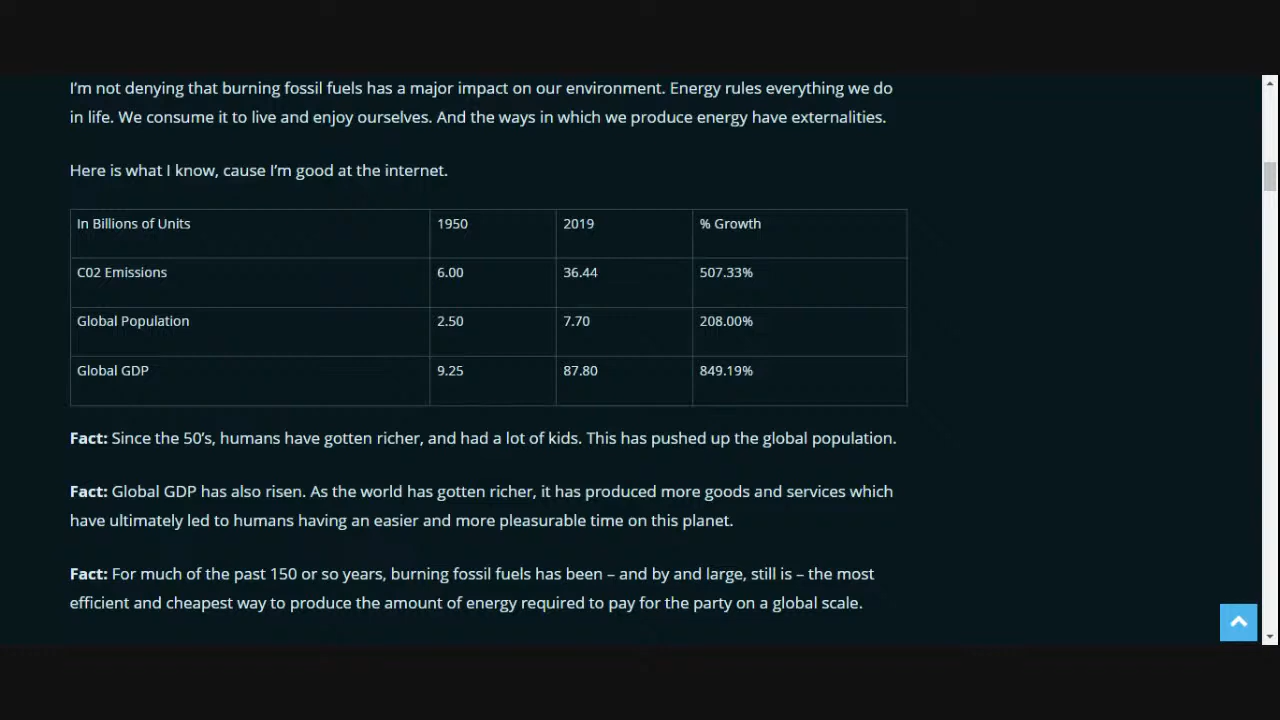 I’m not denying that burning fossil fuels has a major impact on our environment. Energy rules everything we do
in life. We consume it to live and enjoy ourselves. And the ways in which we produce energy have externalities.
Here is what I know, cause I’m good at the internet.
In Billions of Units 1950 2019 % Growth
C02 Emissions 6.00 36.44 507.33%
Global Population 2.50 7.70 208.00%
Global GDP 9.25 87.80 849.19%
Fact: Since the 50’s, humans have gotten richer, and had a lot of kids. This has pushed up the global population.
Fact: Global GDP has also risen. As the world has gotten richer, it has produced more goods and services which
have ultimately led to humans having an easier and more pleasurable time on this planet.
Fact: For much of the past 150 or so years, burning fossil fuels has been – and by and large, still is – the most
efficient and cheapest way to produce the amount of energy required to pay for the party on a global scale.